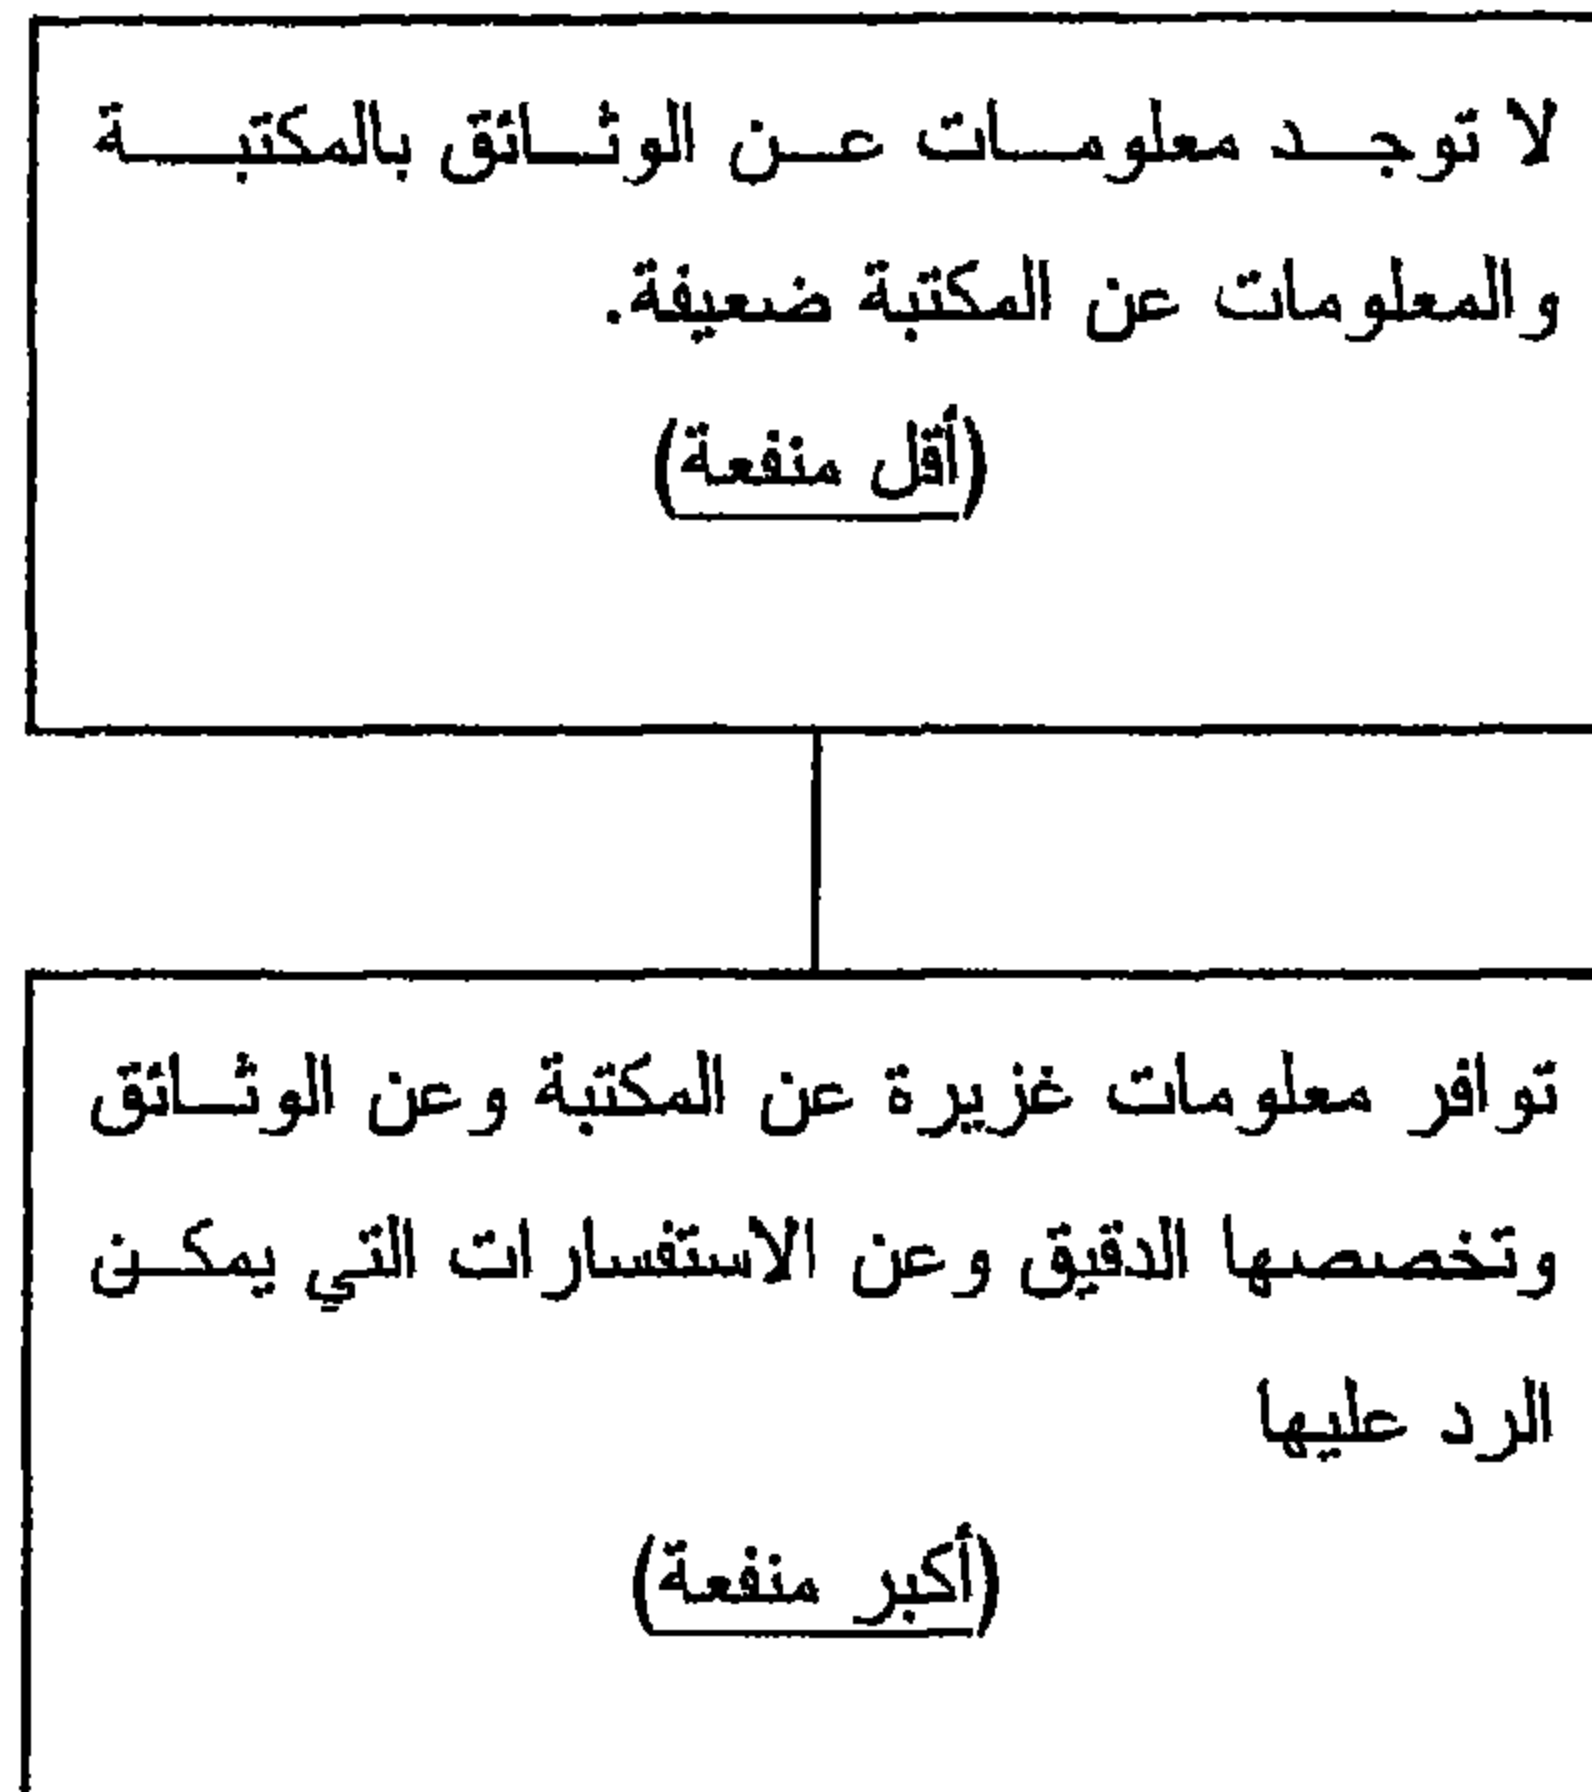 لا توجد معلومات عن الوثائق بالمكتبة
والمعلومات عن المكتبة ضعيفة.
(أقل منفعة)
توافر معلومات غزيرة عن المكتبة وعن الوثائق
وتخصصها الدقيق وعن الاستفسارات التي يمكن
الرد عليها
(أكبر منفعة)